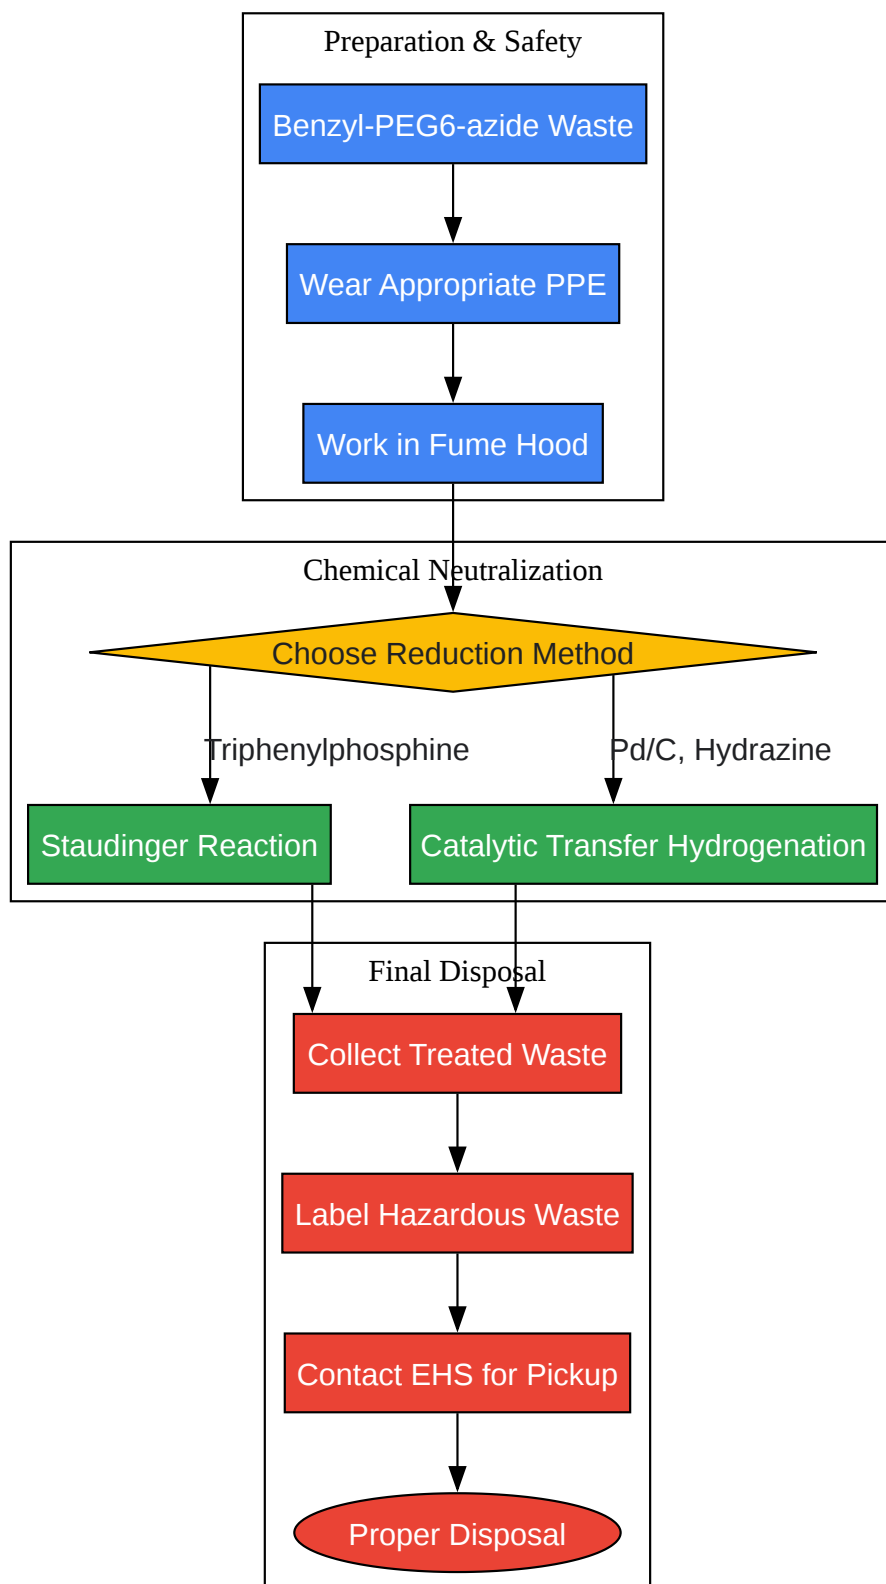 Preparation & Safety
Benzyl-PEG6-azide Waste
Wear Appropriate PPE
Work in Fume Hood
Chemical Neutralization
Choose Reduction Method
Triphenylphosphine
Pd/C, Hydrazine
Staudinger Reaction
Catalytic Transfer Hydrogenation
Final Disposal
Collect Treated Waste
Label Hazardous Waste
Contact EHS for Pickup
Proper Disposal